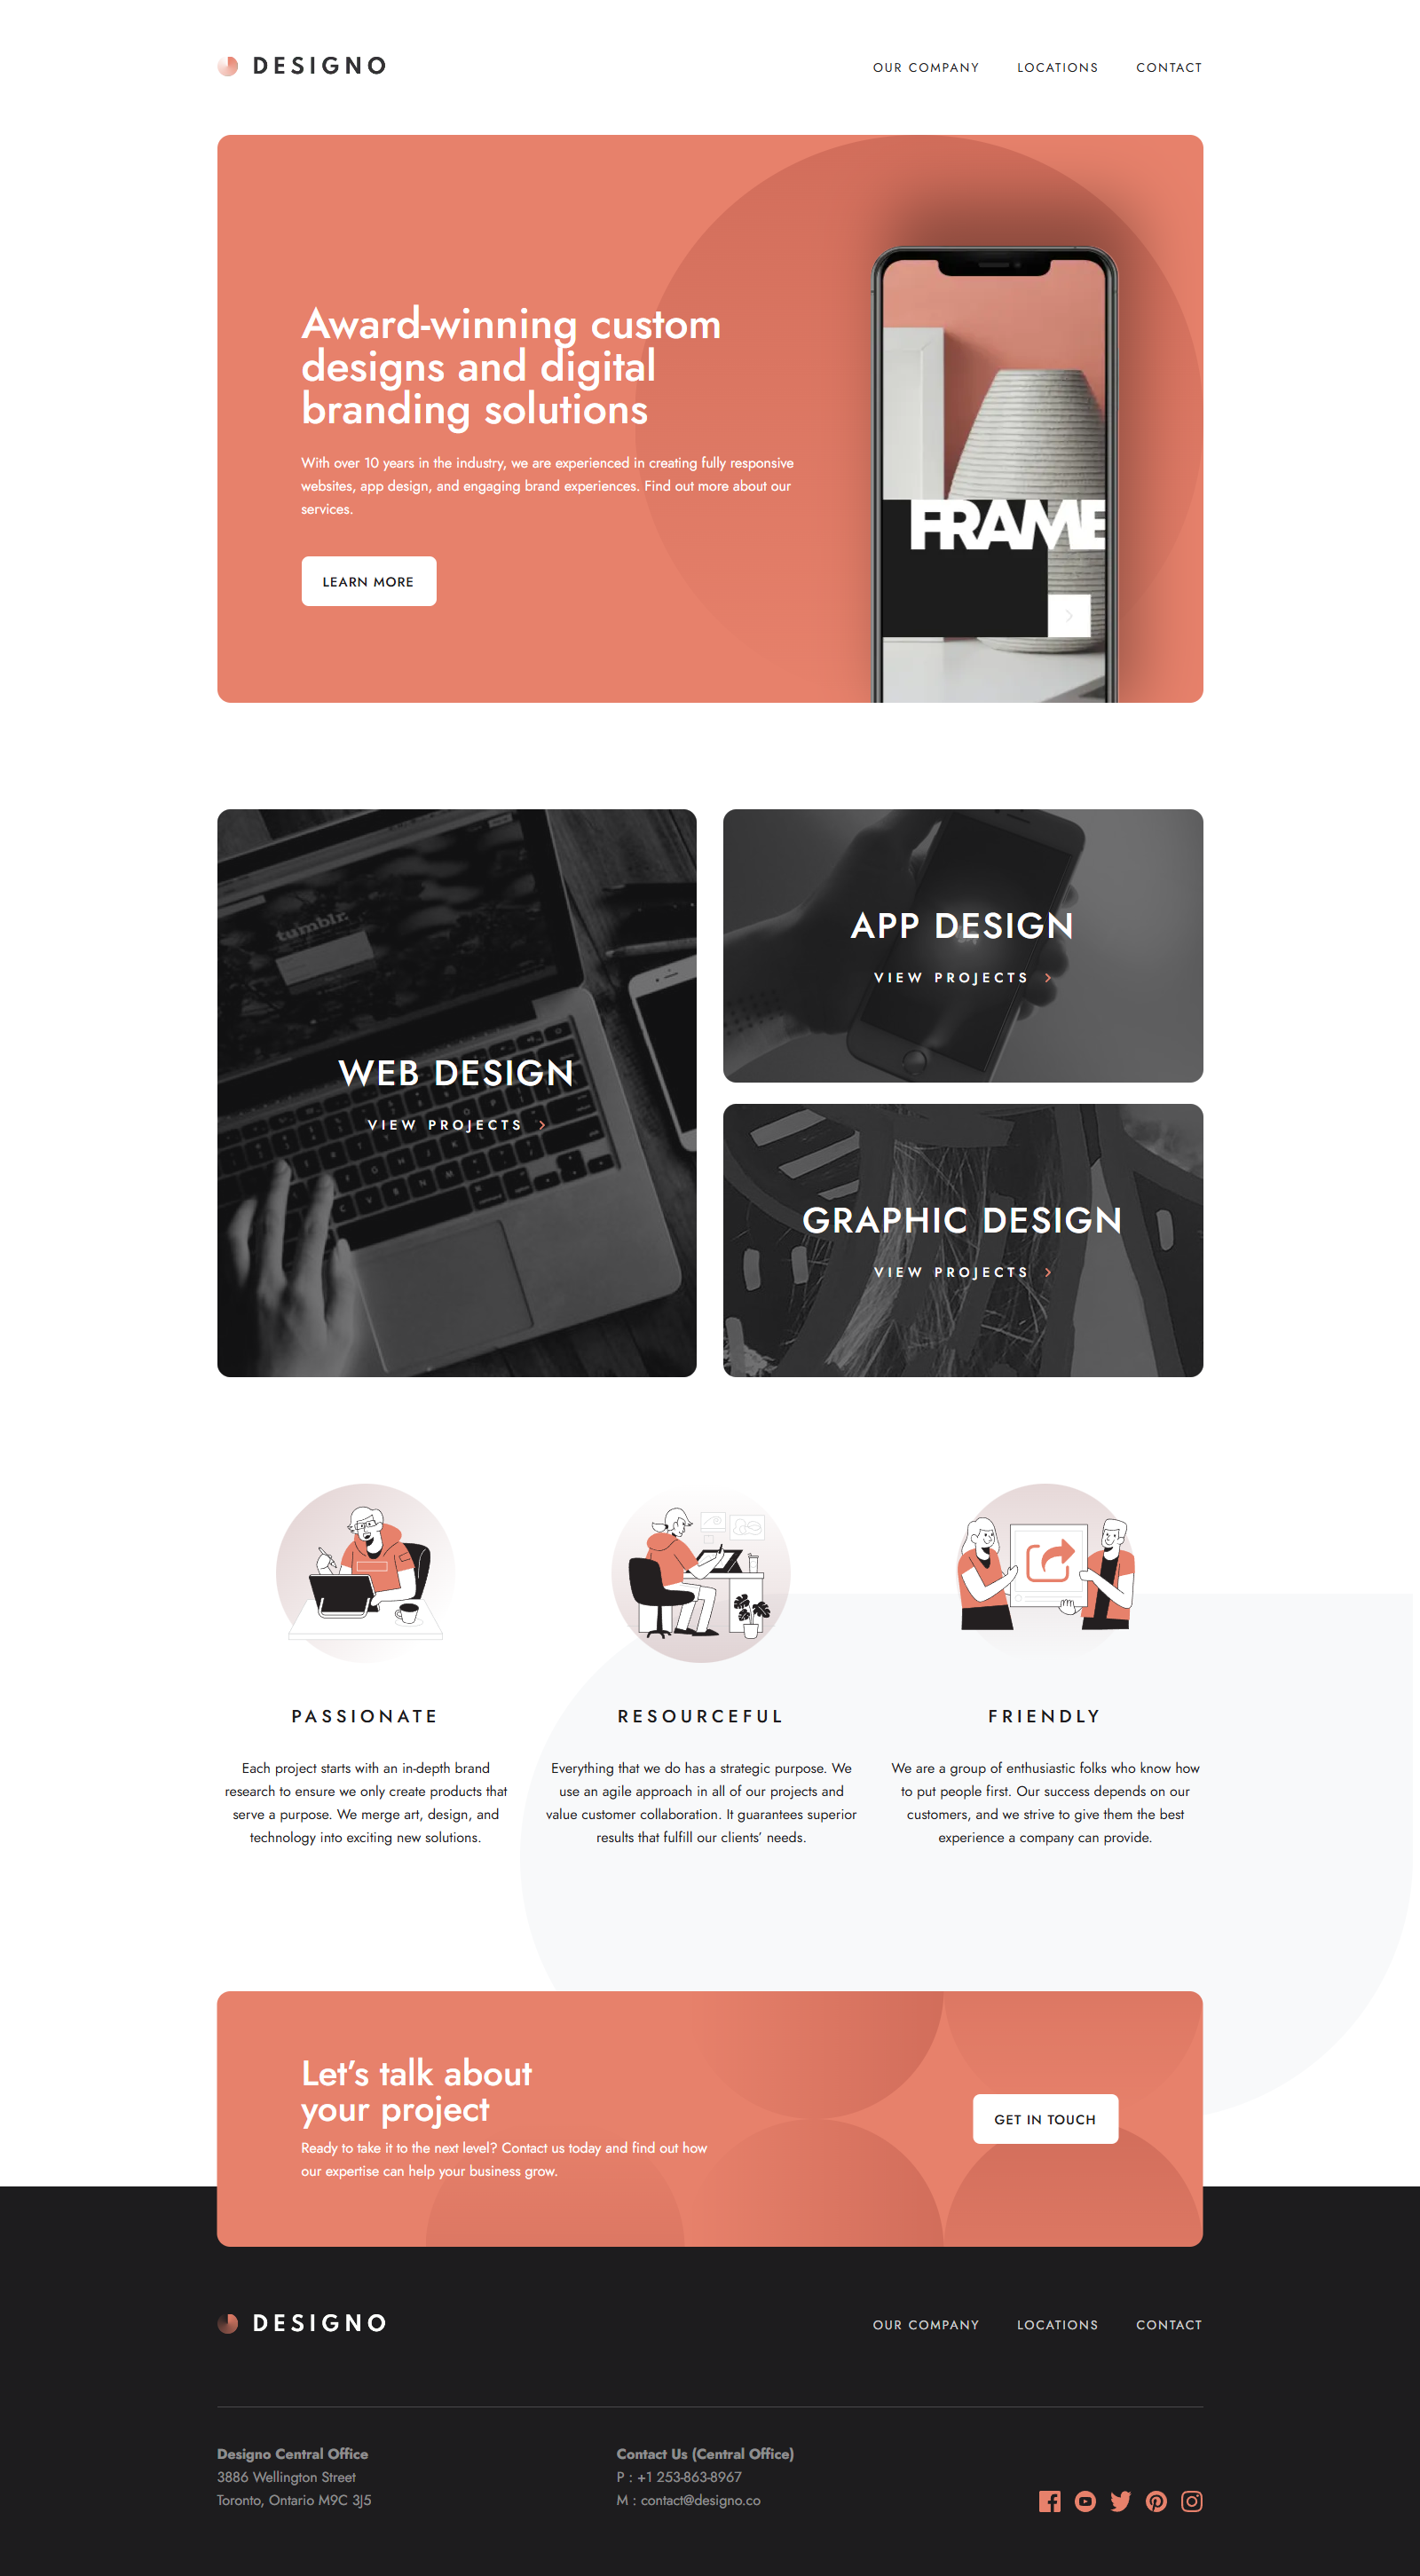 DESIGNO
OUR COMPANY LOCATIONS CONTACT
Award-winning custom
designs and digital
branding solutions
With over 10 years in the industry, we are experienced in creating fully responsive
websites, app design, and engaging brand experiences. Find out more about our
services.
LEARN MORE
FRAME
tumblr.
WEB DESIGN
VIEW PROJECTS
APP DESIGN
VIEW PROJECTS
GRAPHIC DESIGN
VIEW PROJECTS
PASSIONATE
Each project starts with an in-depth brand
research to ensure we only create products that
serve a purpose. We merge art, design, and
technology into exciting new solutions.
RESOURCEFUL
Everything that we do has a strategic purpose. We
use an agile approach in all of our projects and
value customer collaboration. It guarantees superior
results that fulfill our clients’ needs.
FRIENDLY
We are a group of enthusiastic folks who know how
to put people first. Our success depends on our
customers, and we strive to give them the best
experience a company can provide.
Let’s talk about
your project
Ready to take it to the next level? Contact us today and find out how
our expertise can help your business grow.
GET IN TOUCH
DESIGNO
OUR COMPANY LOCATIONS CONTACT
Designo Central Office
3886 Wellington Street
Toronto, Ontario M9C 3J5
Contact Us (Central Office)
P : +1 253-863-8967
M : contact@designo.co